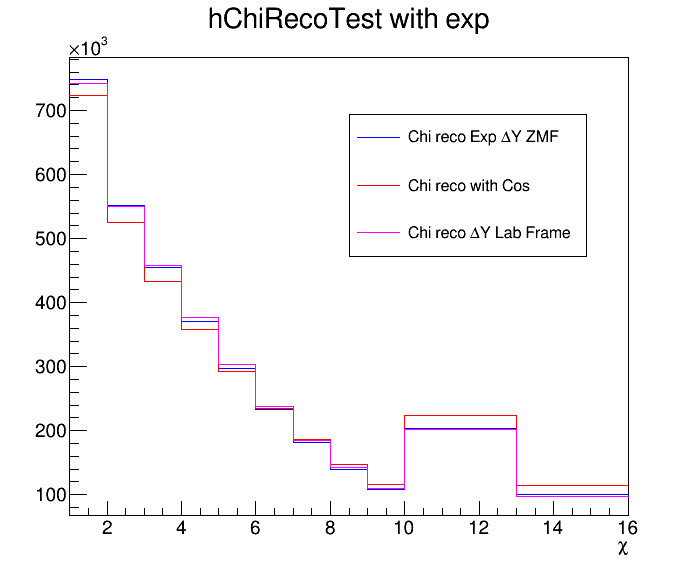 hChiRecoTest with exp
×10³
700
600
500
400
300
200
100
Chi reco Exp ΔY ZMF
Chi reco with Cos
Chi reco ΔY Lab Frame
2 4 6 8 10 12 14 16
χ